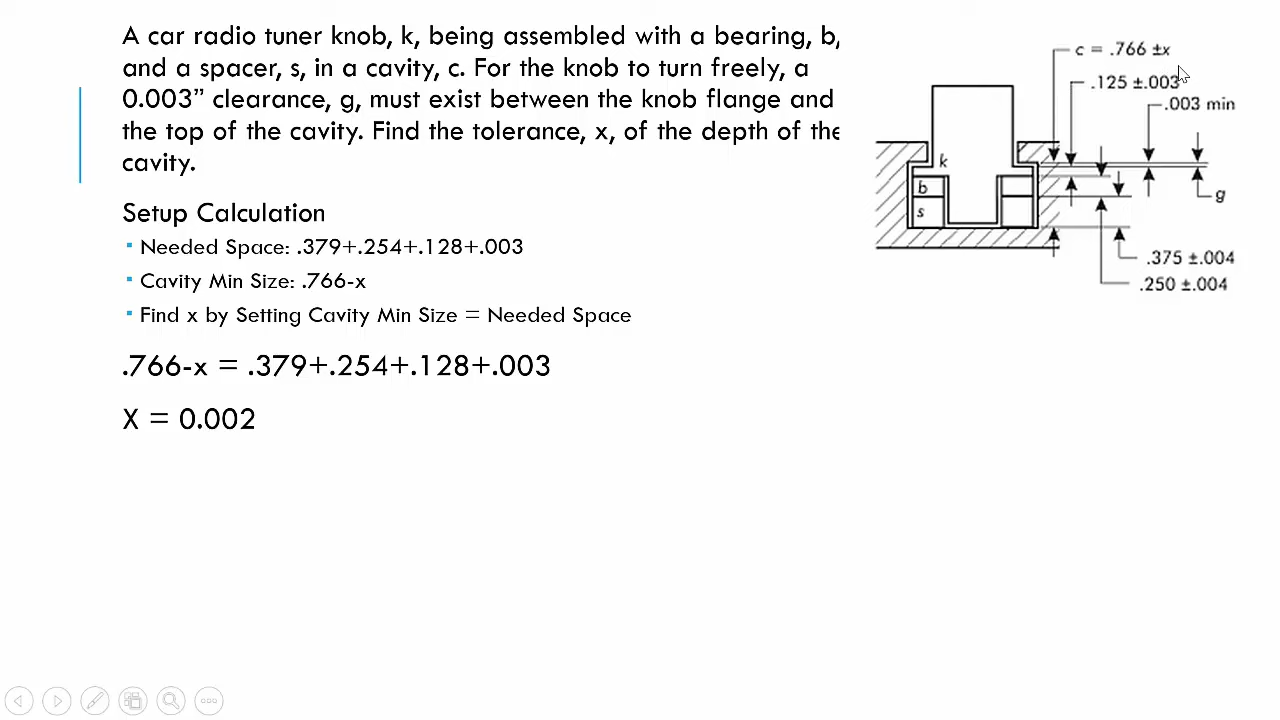 A car radio tuner knob, k, being assembled with a bearing, b,
and a spacer, s, in a cavity, c. For the knob to turn freely, a
0.003" clearance, g, must exist between the knob flange and
the top of the cavity. Find the tolerance, x, of the depth of the
cavity.
Setup Calculation
▪ Needed Space: .379+.254+.128+.003
▪ Cavity Min Size: .766-x
▪ Find x by Setting Cavity Min Size = Needed Space
.766-x = .379+.254+.128+.003
X = 0.002
c = .766 ±x
.125 ±.003
.003 min
k
b
s
g
.375 ±.004
.250 ±.004